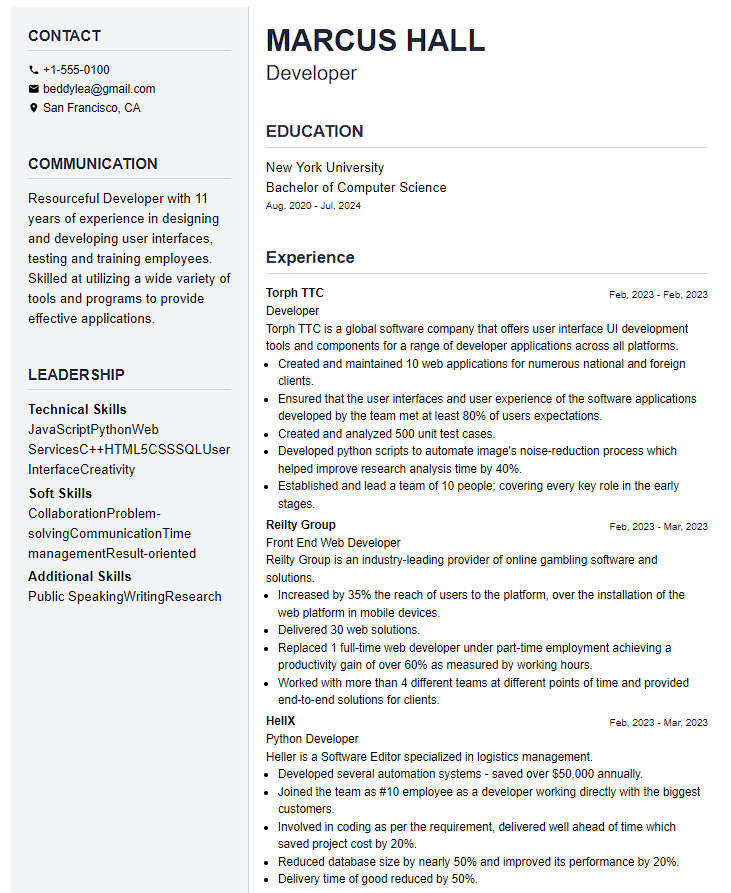 CONTACT
+1-555-0100
beddylea@gmail.com
San Francisco, CA
COMMUNICATION
Resourceful Developer with 11
years of experience in designing
and developing user interfaces,
testing and training employees.
Skilled at utilizing a wide variety of
tools and programs to provide
effective applications.
LEADERSHIP
Technical Skills
JavaScriptPythonWeb
ServicesC++HTML5CSSSQLUser
InterfaceCreativity
Soft Skills
CollaborationProblem-
solvingCommunicationTime
managementResult-oriented
Additional Skills
Public SpeakingWritingResearch
MARCUS HALL
Developer
EDUCATION
New York University
Bachelor of Computer Science
Aug, 2020 - Jul, 2024
Experience
Torph TTC Feb, 2023 - Feb, 2023
Developer
Torph TTC is a global software company that offers user interface UI development
tools and components for a range of developer applications across all platforms.
• Created and maintained 10 web applications for numerous national and foreign
clients.
• Ensured that the user interfaces and user experience of the software applications
developed by the team met at least 80% of users expectations.
• Created and analyzed 500 unit test cases.
• Developed python scripts to automate image's noise-reduction process which
helped improve research analysis time by 40%.
• Established and lead a team of 10 people; covering every key role in the early
stages.
Reilty Group Feb, 2023 - Mar, 2023
Front End Web Developer
Reilty Group is an industry-leading provider of online gambling software and
solutions.
• Increased by 35% the reach of users to the platform, over the installation of the
web platform in mobile devices.
• Delivered 30 web solutions.
• Replaced 1 full-time web developer under part-time employment achieving a
productivity gain of over 60% as measured by working hours.
• Worked with more than 4 different teams at different points of time and provided
end-to-end solutions for clients.
HellX Feb, 2023 - Mar, 2023
Python Developer
Heller is a Software Editor specialized in logistics management.
• Developed several automation systems - saved over $50,000 annually.
• Joined the team as #10 employee as a developer working directly with the biggest
customers.
• Involved in coding as per the requirement, delivered well ahead of time which
saved project cost by 20%.
• Reduced database size by nearly 50% and improved its performance by 20%.
• Delivery time of good reduced by 50%.